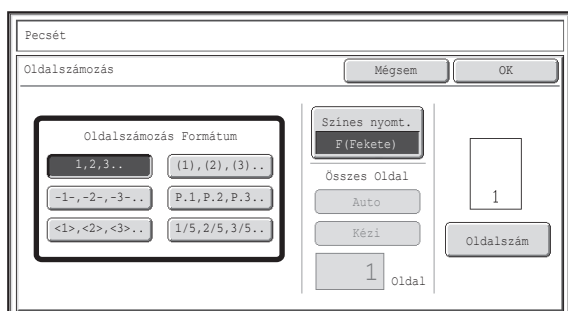 Pecsét
Oldalszámozás
Mégsem
OK
Oldalszámozás Formátum
1,2,3..
(1),(2),(3)..
-1-,-2-,-3-..
P.1,P.2,P.3..
<1>,<2>,<3>..
1/5,2/5,3/5..
Színes nyomt.
F(Fekete)
Összes Oldal
Auto
Kézi
1 Oldal
1
Oldalszám